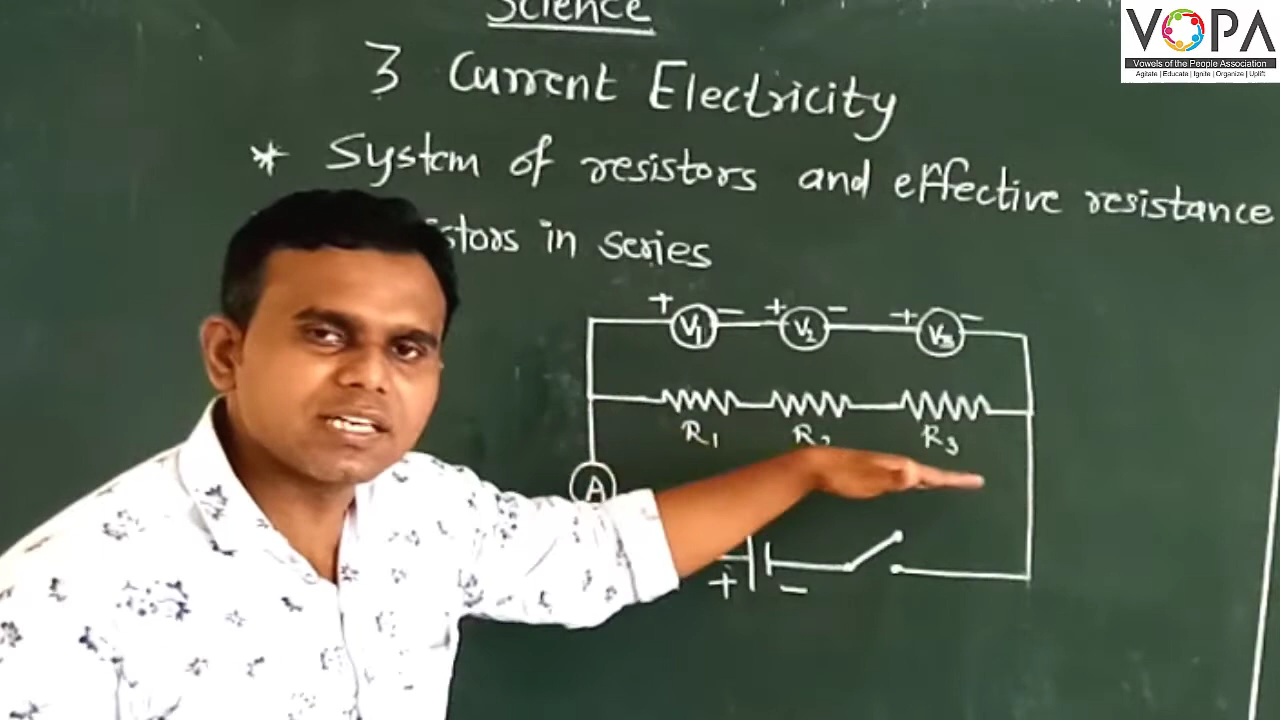 Science
VOPA
Vowels of the People Association
Agitate | Educate | Ignite | Organize | Uplift
3 Current Electricity
* System of resistors and effective resistance
in series
+ V1 - + V2 - + V3 -
R1 R2 R3
A
+ -